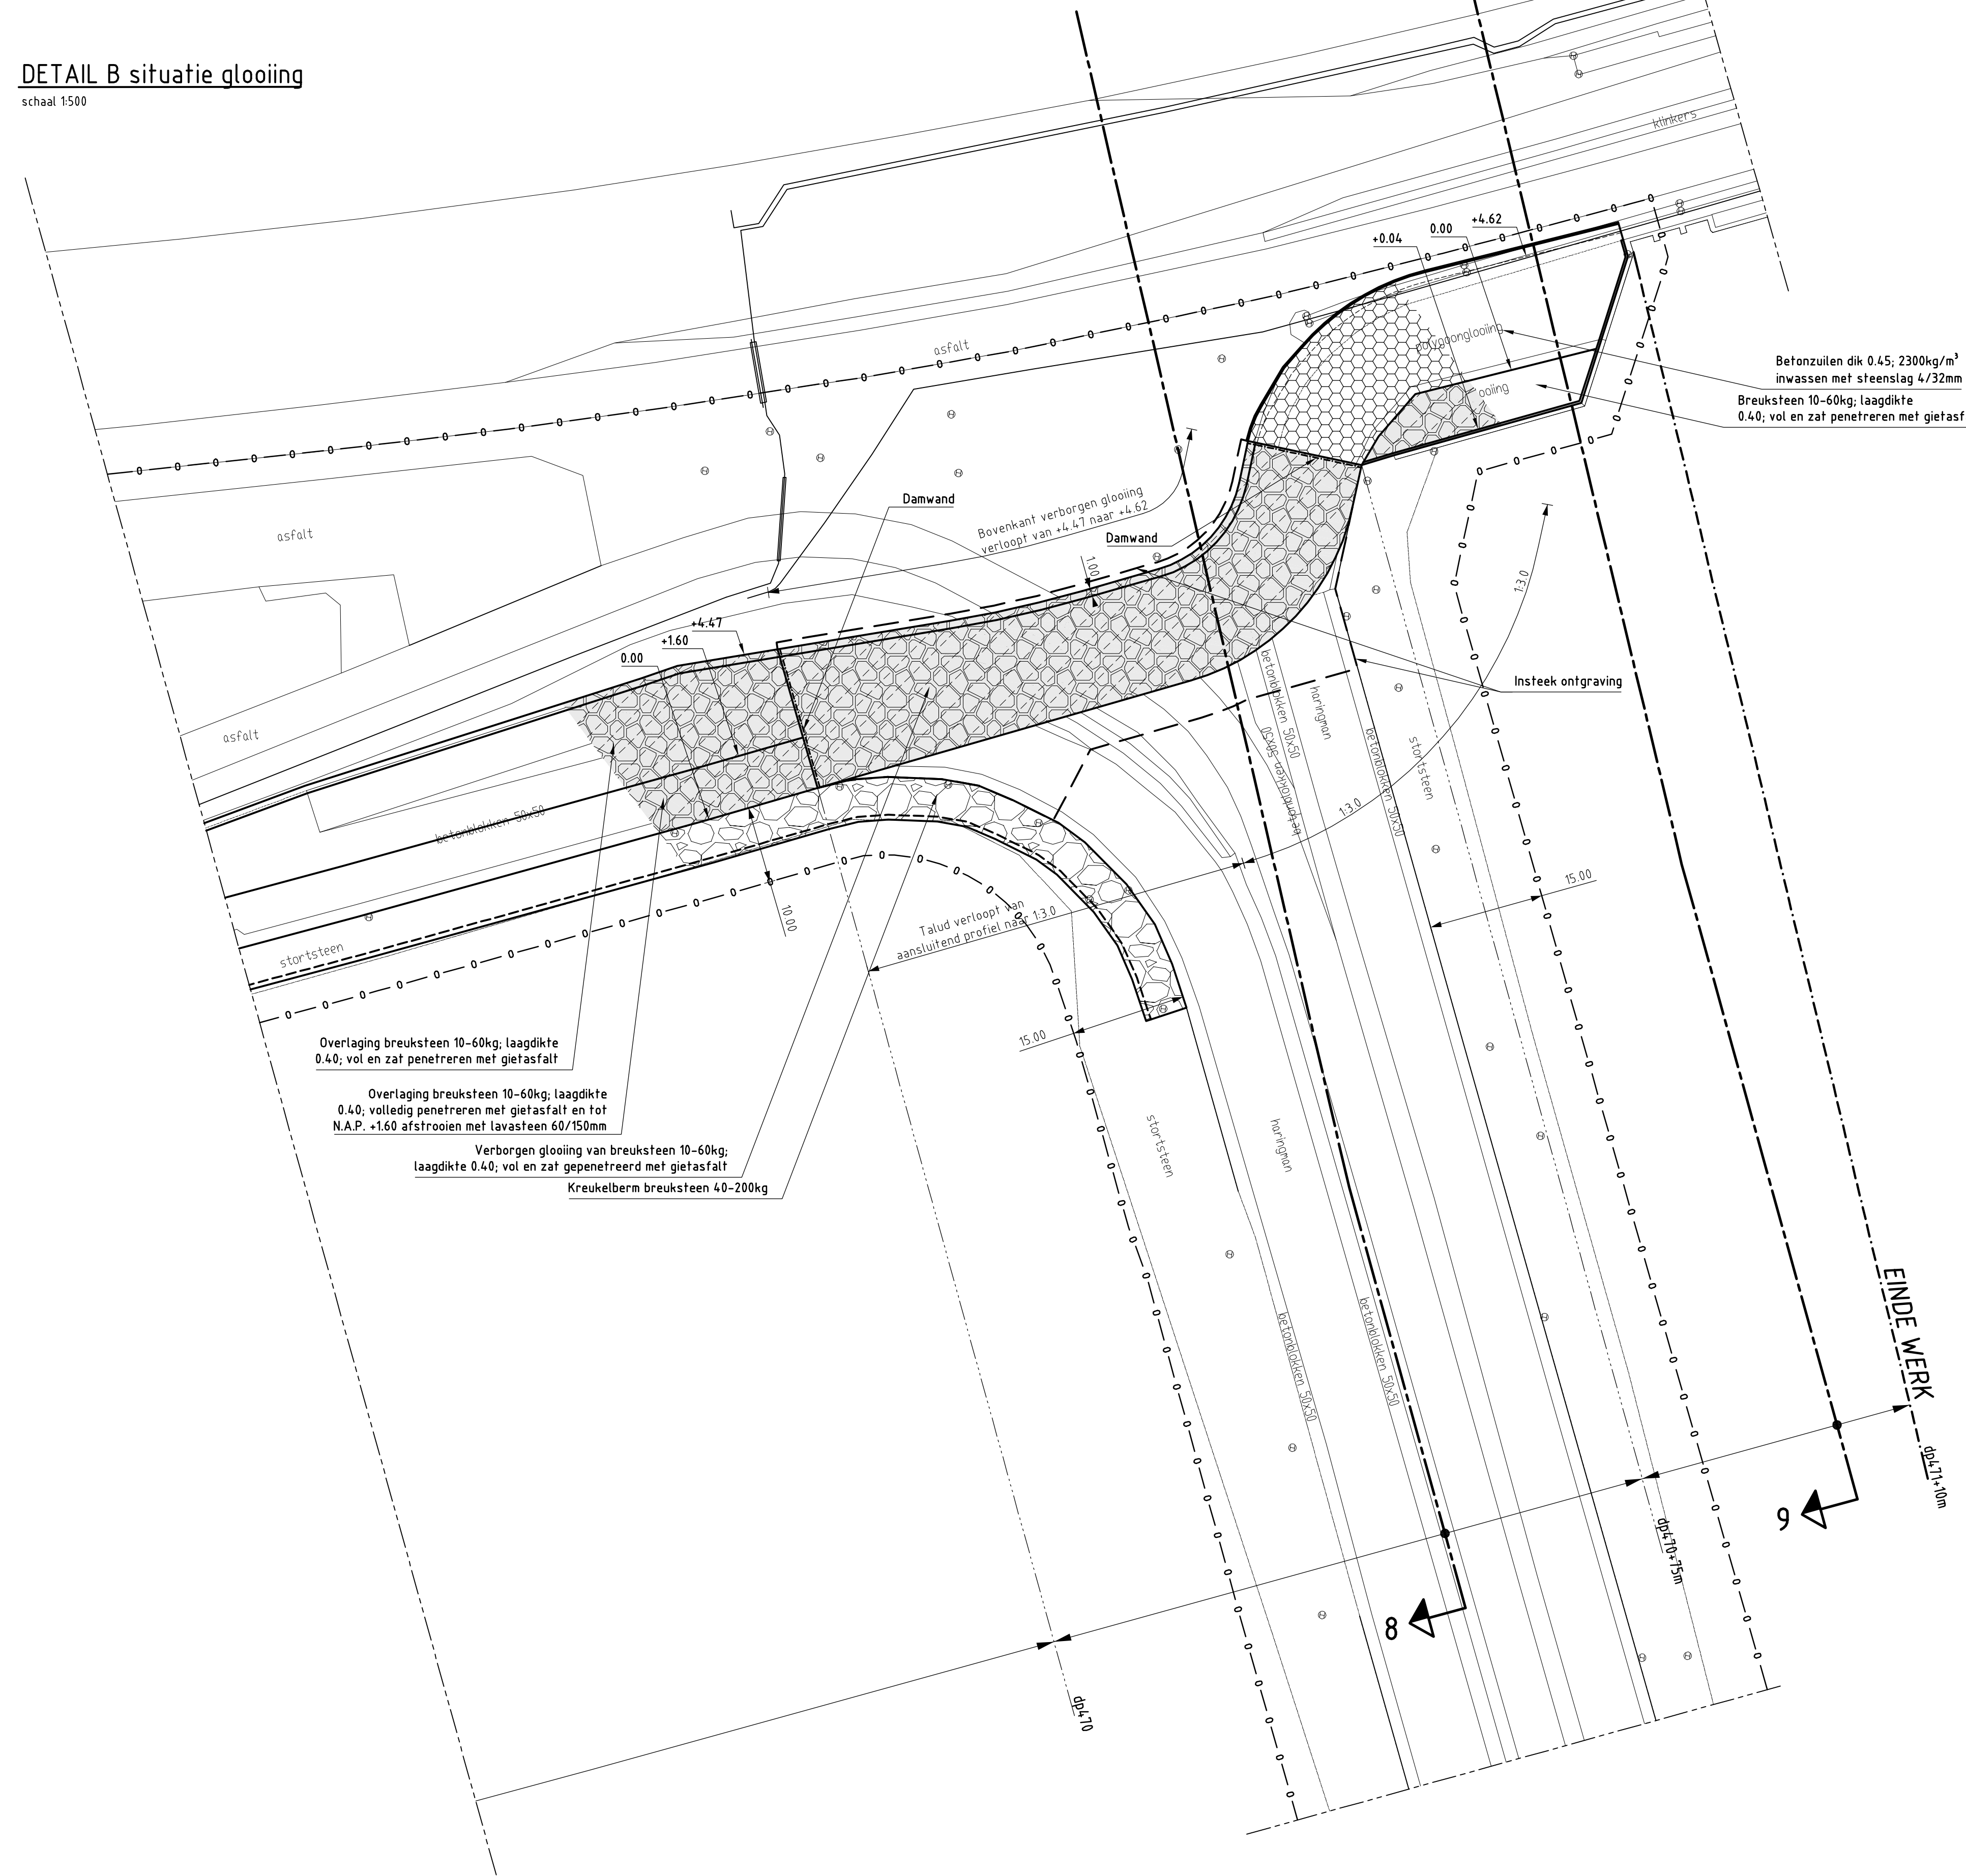 DETAIL B situatie glooiing
schaal 1:500
klinkers
+4.62
0.00
+0.04
asfalt
polygoonglooiing
ooiing
Betonzuilen dik 0.45; 2300kg/m³
inwassen met steenslag 4/32mm
Breuksteen 10-60kg; laagdikte
0.40; vol en zat penetreren met gietasf
Damwand
Bovenkant verborgen glooiing
verloopt van +4.47 naar +4.62
Damwand
asfalt
1.00
1:3.0
+4.47
+1.60
0.00
Insteek ontgraving
asfalt
betonblokken 50x50
haringman
betonblokken 50x50
betonblokken 50x50
stortsteen
betonblokken 50x50
1:3.0
15.00
10.00
Talud verloopt van
aansluitend profiel naar 1:3.0
stortsteen
15.00
Overlaging breuksteen 10-60kg; laagdikte
0.40; vol en zat penetreren met gietasfalt
Overlaging breuksteen 10-60kg; laagdikte
0.40; volledig penetreren met gietasfalt en tot
N.A.P. +1.60 afstrooien met lavasteen 60/150mm
Verborgen glooiing van breuksteen 10-60kg;
laagdikte 0.40; vol en zat gepenetreerd met gietasfalt
Kreukelberm breuksteen 40-200kg
stortsteen
haringman
betonblokken 50x50
betonblokken 50x50
EINDE WERK
dp471+10m
9
dp470+75m
8
dp470